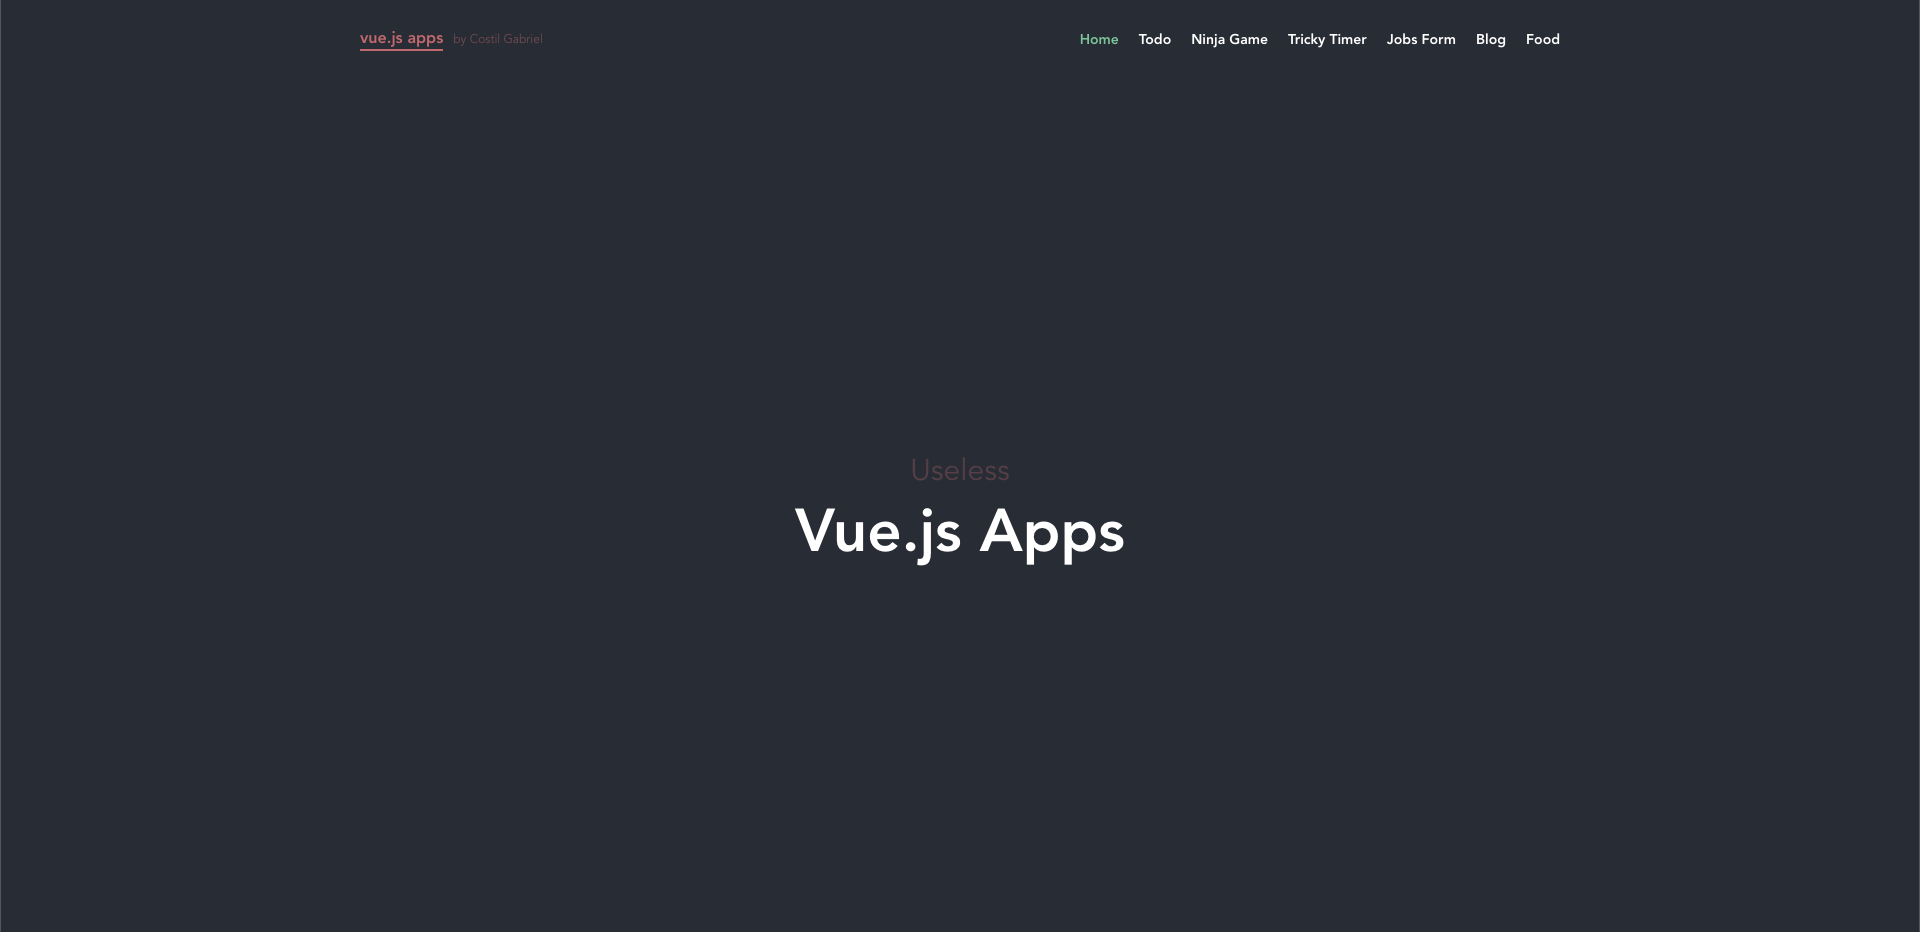 vue.js apps by Costil Gabriel Home Todo Ninja Game Tricky Timer Jobs Form Blog Food
Useless
Vue.js Apps